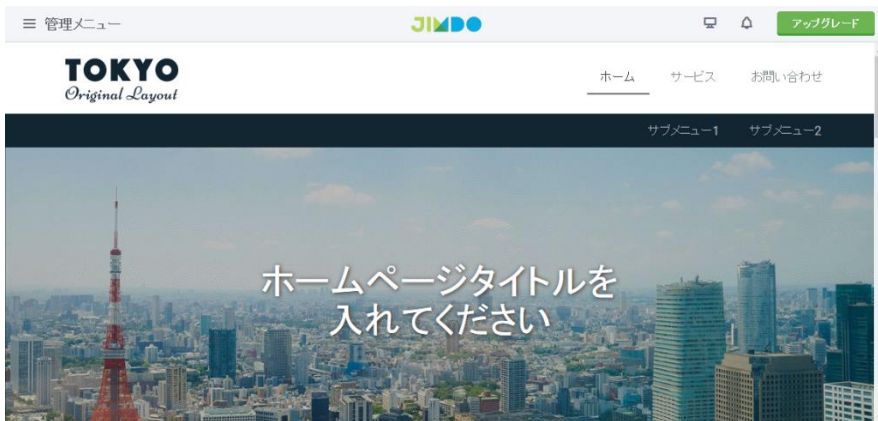 管理メニュー
JIMDO
アップグレード
TOKYO
Original Layout
ホーム サービス お問い合わせ
サブメニュー1 サブメニュー2
ホームページタイトルを
入れてください